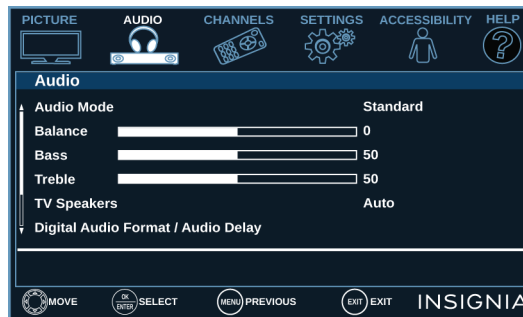 PICTURE AUDIO CHANNELS SETTINGS ACCESSIBILITY HELP
?
Audio
Audio Mode Standard
Balance 0
Bass 50
Treble 50
TV Speakers Auto
Digital Audio Format / Audio Delay
MOVE OK ENTER SELECT MENU PREVIOUS EXIT EXIT INSIGNIA